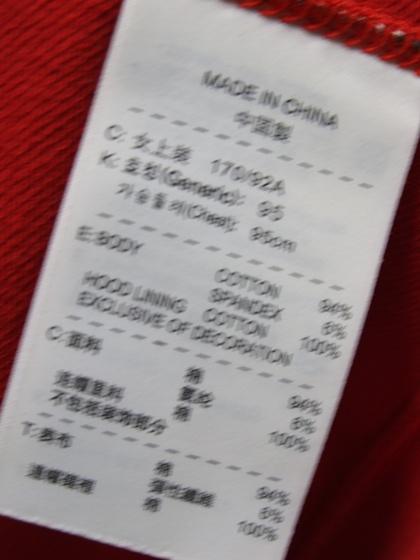 MADE IN CHINA
中国製
C: 女上装 170/92A
K: 호칭(Generic): 95
가슴둘레(Chest): 95cm
E:BODY COTTON 94%
SPANDEX 6%
HOOD LINING COTTON 100%
EXCLUSIVE OF DECORATION
C:面料 棉 94%
氨纶 6%
连帽里料 棉 100%
不包括装饰部分
T:表布 棉 94%
彈性纖維 6%
連帽裡布 棉 100%